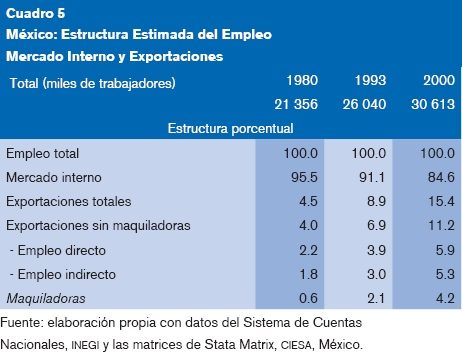 Cuadro 5
México: Estructura Estimada del Empleo
Mercado Interno y Exportaciones
Total (miles de trabajadores) 1980 1993 2000
21 356 26 040 30 613
Estructura porcentual
Empleo total 100.0 100.0 100.0
Mercado interno 95.5 91.1 84.6
Exportaciones totales 4.5 8.9 15.4
Exportaciones sin maquiladoras 4.0 6.9 11.2
- Empleo directo 2.2 3.9 5.9
- Empleo indirecto 1.8 3.0 5.3
Maquiladoras 0.6 2.1 4.2
Fuente: elaboración propia con datos del Sistema de Cuentas
Nacionales, INEGI y las matrices de Stata Matrix, CIESA, México.